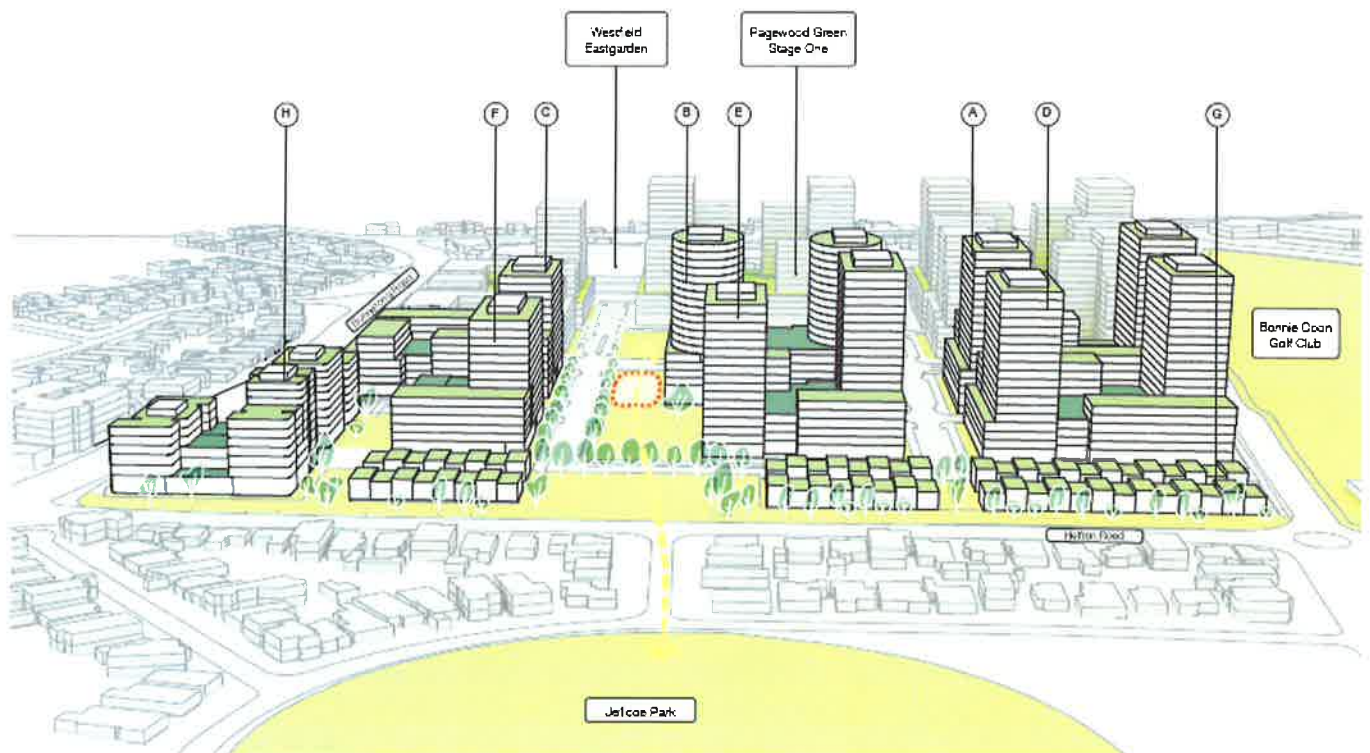 Westfield
Eastgarden
Pagewood Green
Stage One
H
F
C
B
E
A
D
G
Bonnie Doon
Golf Club
Heffron Road
Jellicoe Park